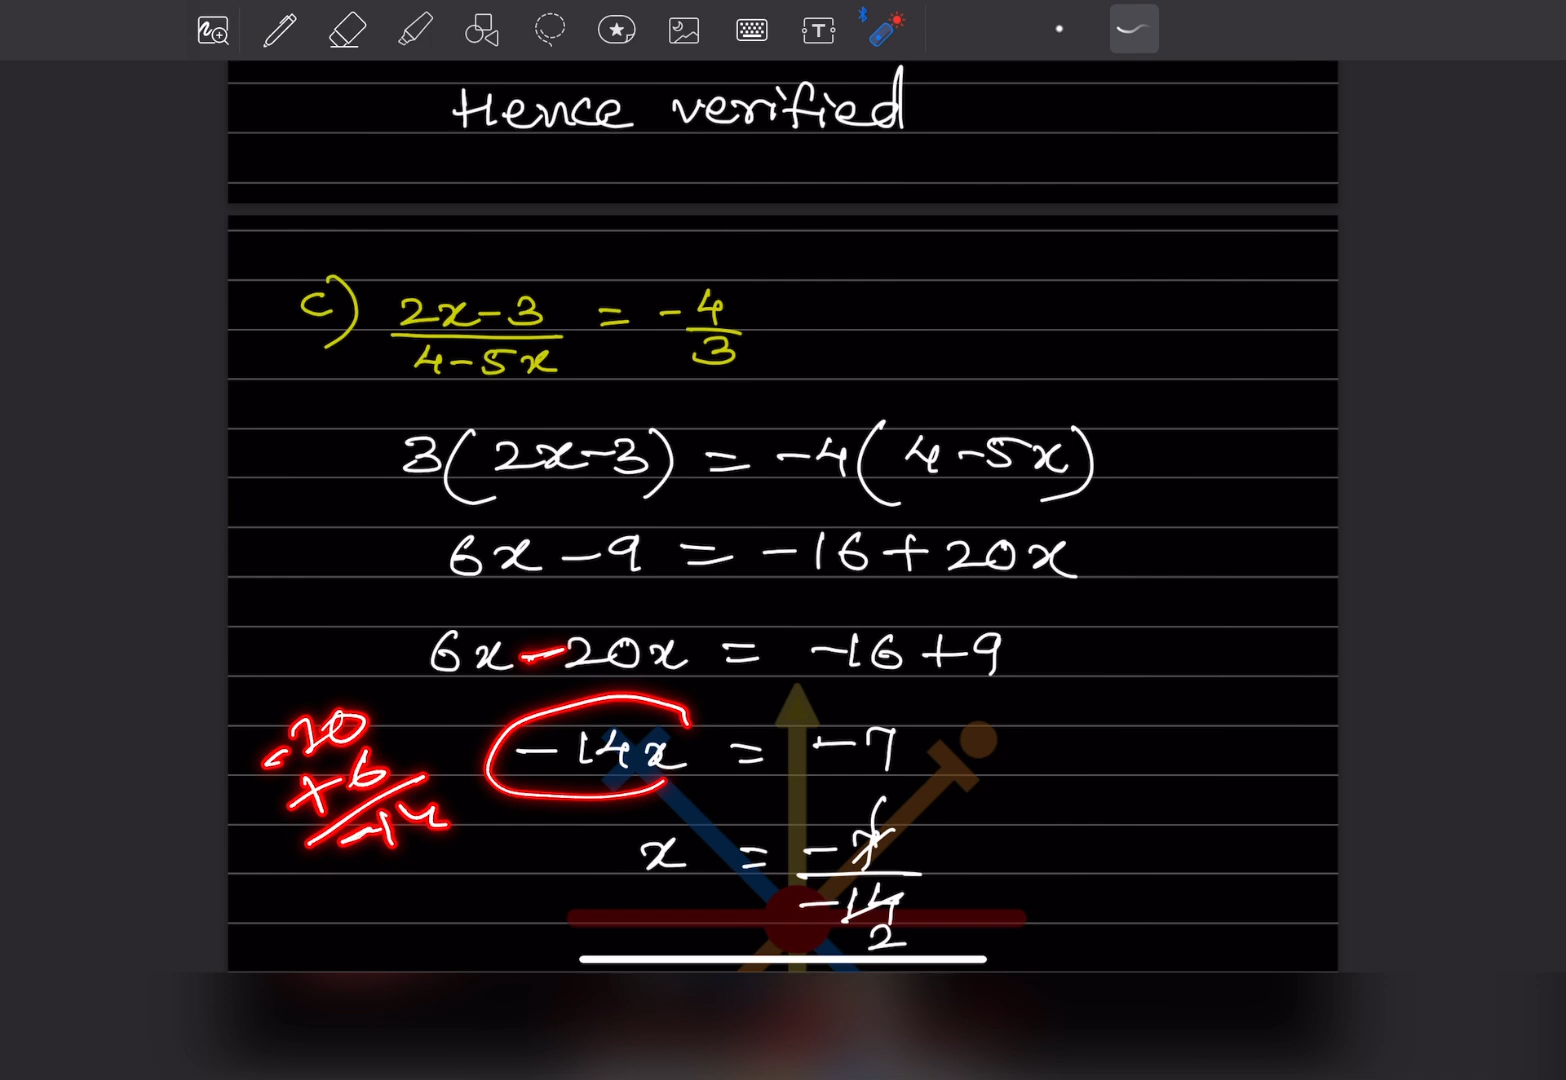 Hence verified
c) 2x-3 / 4-5x = -4/3
3(2x-3) = -4(4-5x)
6x-9 = -16+20x
6x-20x = -16+9
-20
+6
-14
-14x = -7
x = -7/-14
2